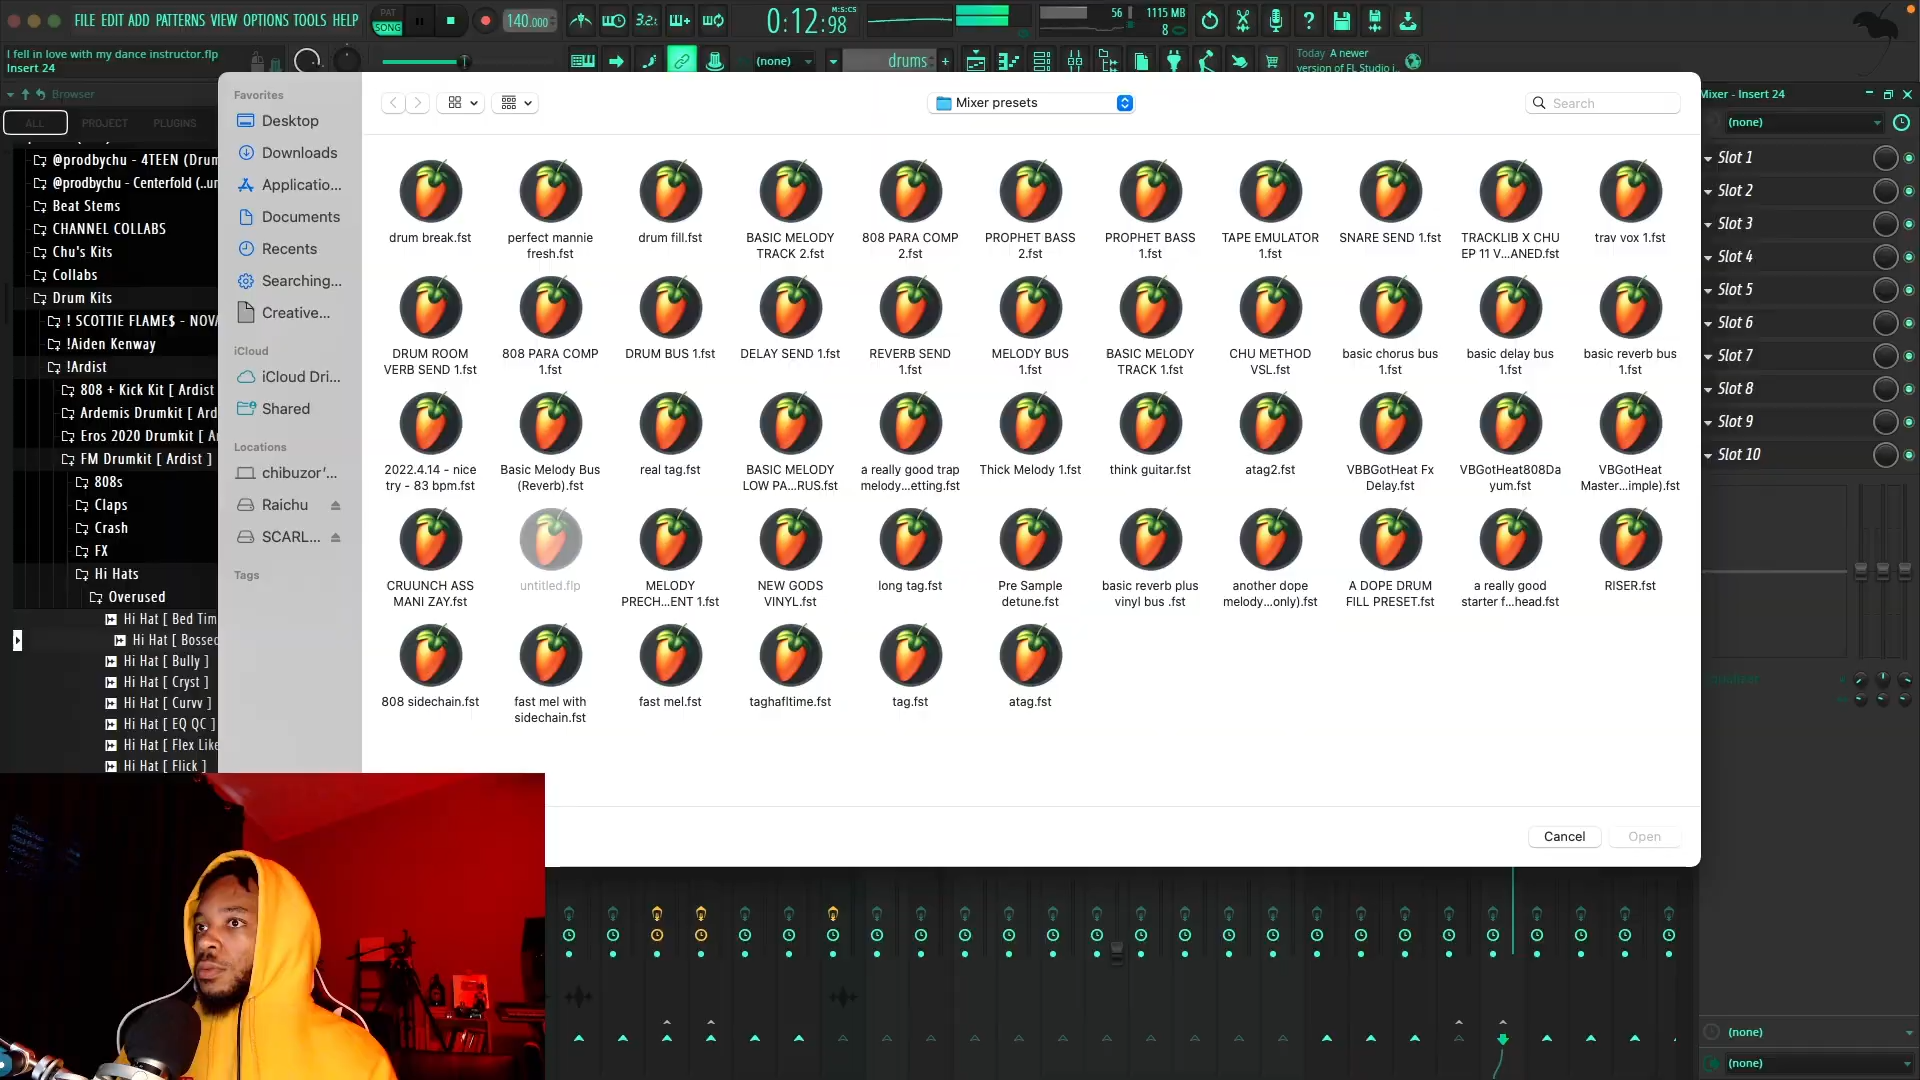 FILE EDIT ADD PATTERNS VIEW OPTIONS TOOLS HELP
PAT
SONG
140.000
3.2:
0:12:98
M:S:CS
56
1115 MB
8
I fell in love with my dance instructor.flp
Insert 24
(none)
drums
Today A newer
version of FL Studio i..
Browser
ALL
PROJECT
PLUGINS
@prodbychu - 4TEEN (Drum
@prodbychu - Centerfold (..ur
Beat Stems
CHANNEL COLLABS
Chu's Kits
Collabs
Drum Kits
! SCOTTIE FLAME$ - NOVA
!Aiden Kenway
!Ardist
808 + Kick Kit [ Ardist
Ardemis Drumkit [ Ard
Eros 2020 Drumkit [ A
FM Drumkit [ Ardist ]
808s
Claps
Crash
FX
Hi Hats
Overused
Hi Hat [ Bed Tim
Hi Hat [ Bossed
Hi Hat [ Bully ]
Hi Hat [ Cryst ]
Hi Hat [ Curvv ]
Hi Hat [ EQ QC ]
Hi Hat [ Flex Like
Hi Hat [ Flick ]
Favorites
Desktop
Downloads
Applicatio...
Documents
Recents
Searching...
Creative...
iCloud
iCloud Dri...
Shared
Locations
chibuzor'...
Raichu
SCARL...
Tags
Mixer presets
Search
drum break.fst
perfect mannie
fresh.fst
drum fill.fst
BASIC MELODY
TRACK 2.fst
808 PARA COMP
2.fst
PROPHET BASS
2.fst
PROPHET BASS
1.fst
TAPE EMULATOR
1.fst
SNARE SEND 1.fst
TRACKLIB X CHU
EP 11 V...ANED.fst
trav vox 1.fst
DRUM ROOM
VERB SEND 1.fst
808 PARA COMP
1.fst
DRUM BUS 1.fst
DELAY SEND 1.fst
REVERB SEND
1.fst
MELODY BUS
1.fst
BASIC MELODY
TRACK 1.fst
CHU METHOD
VSL.fst
basic chorus bus
1.fst
basic delay bus
1.fst
basic reverb bus
1.fst
2022.4.14 - nice
try - 83 bpm.fst
Basic Melody Bus
(Reverb).fst
real tag.fst
BASIC MELODY
LOW PA...RUS.fst
a really good trap
melody...etting.fst
Thick Melody 1.fst
think guitar.fst
atag2.fst
VBBGotHeat Fx
Delay.fst
VBGotHeat808Da
yum.fst
VBGotHeat
Master...imple).fst
CRUUNCH ASS
MANI ZAY.fst
untitled.flp
MELODY
PRECH...ENT 1.fst
NEW GODS
VINYL.fst
long tag.fst
Pre Sample
detune.fst
basic reverb plus
vinyl bus .fst
another dope
melody...only).fst
A DOPE DRUM
FILL PRESET.fst
a really good
starter f...head.fst
RISER.fst
808 sidechain.fst
fast mel with
sidechain.fst
fast mel.fst
taghafltime.fst
tag.fst
atag.fst
Cancel
Open
Mixer - Insert 24
(none)
Slot 1
Slot 2
Slot 3
Slot 4
Slot 5
Slot 6
Slot 7
Slot 8
Slot 9
Slot 10
(none)
(none)